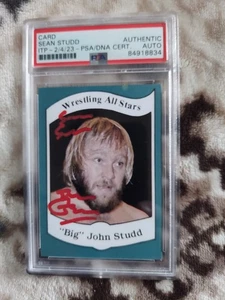 CARD
SEAN STUDD
ITP - 2/4/23 - PSA/DNA CERT.
AUTHENTIC
AUTO
84918834
PSA
Wrestling All Stars
"Big" John Studd